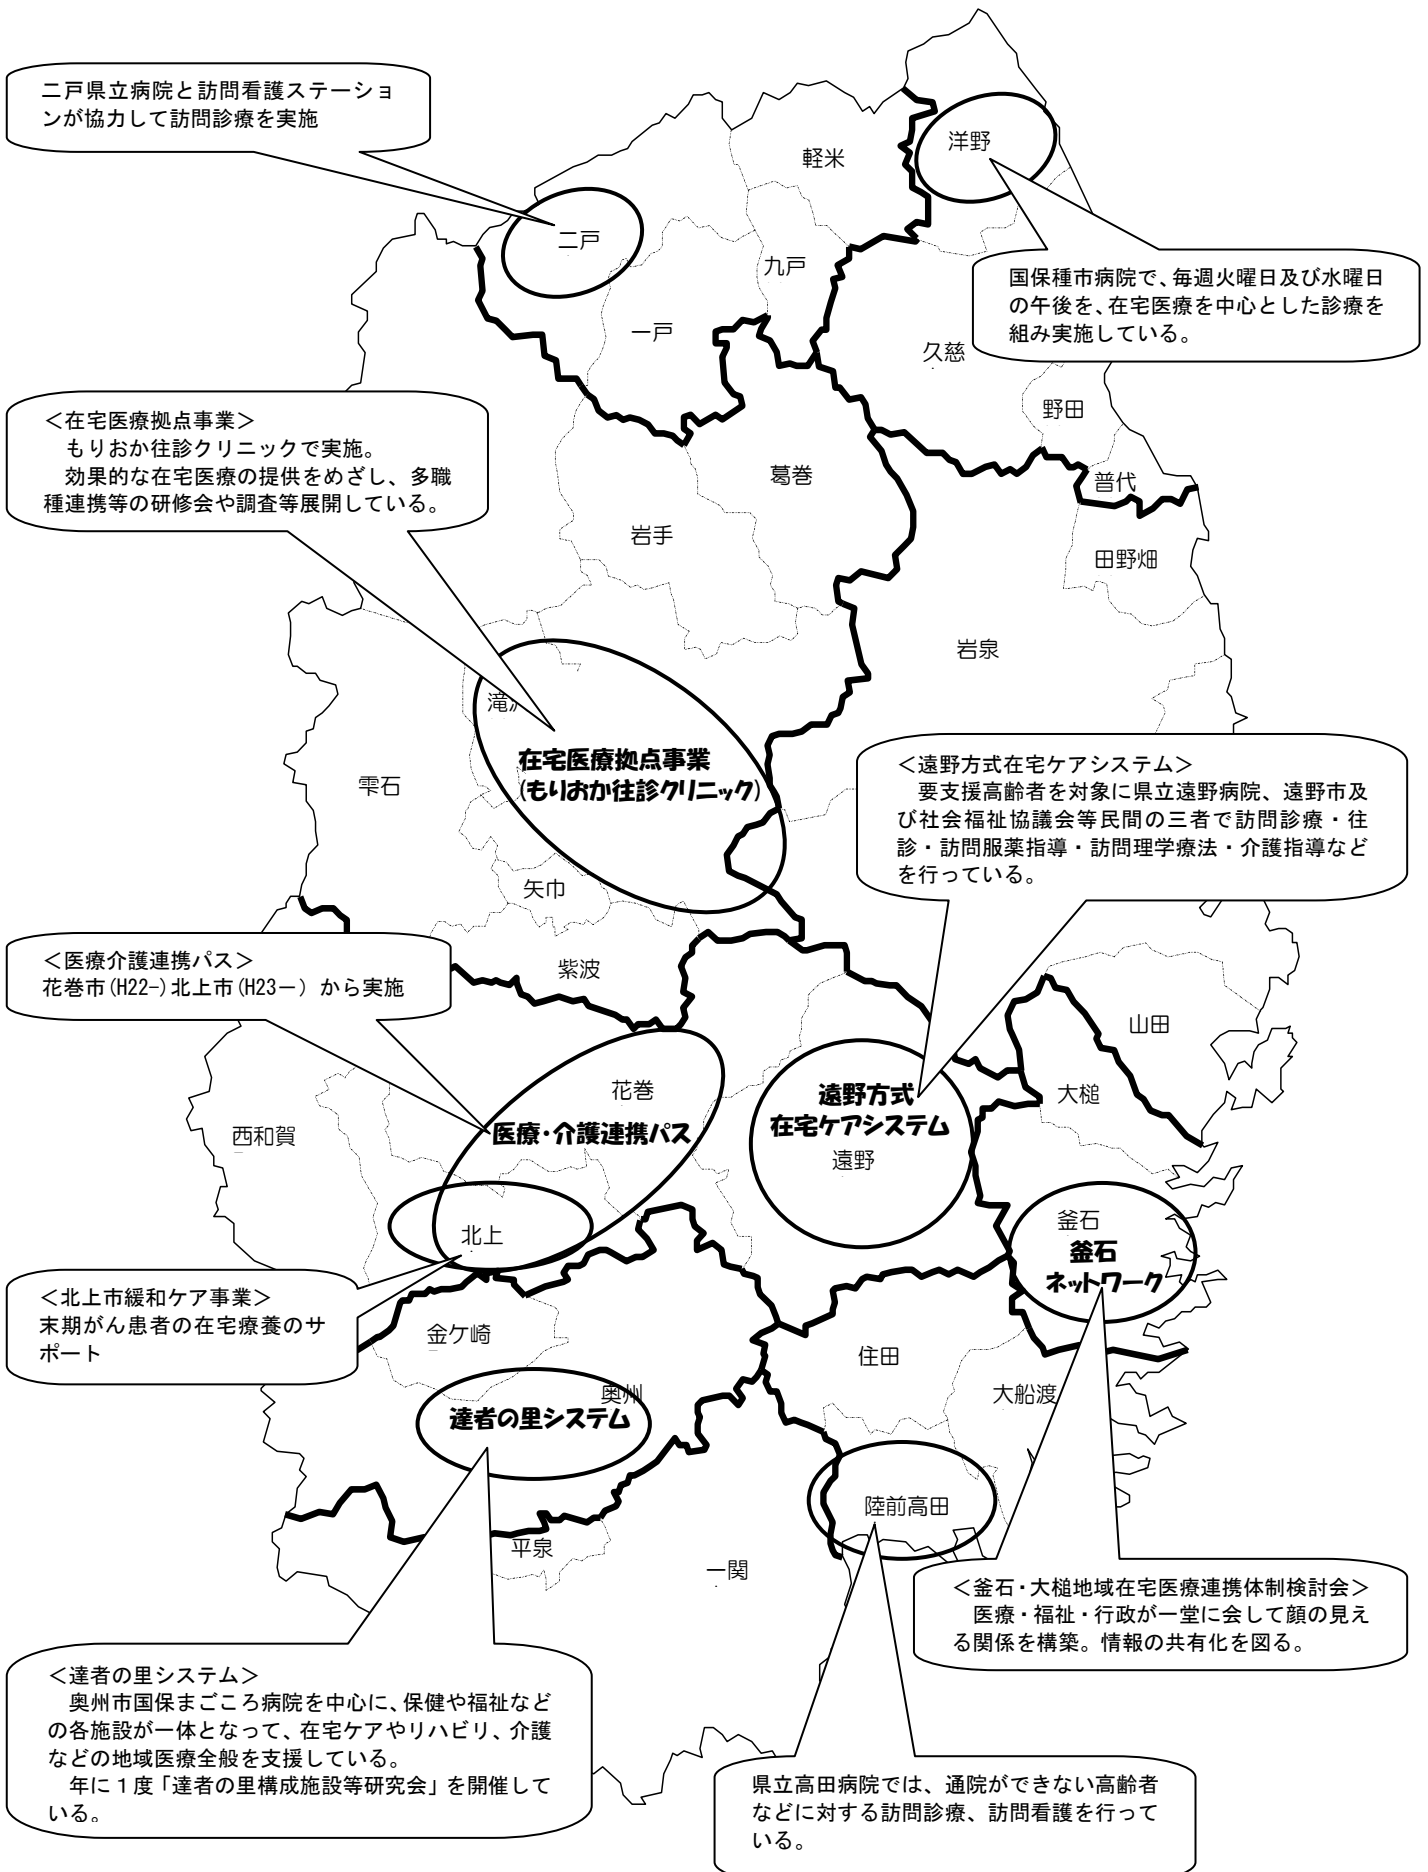 二戸県立病院と訪問看護ステーショ
ンが協力して訪問診療を実施
洋野
軽米
二戸
九戸
一戸
国保種市病院で、毎週火曜日及び水曜日
の午後を、在宅医療を中心とした診療を
組み実施している。
久慈
野田
普代
<在宅医療拠点事業>
もりおか往診クリニックで実施。
効果的な在宅医療の提供をめざし、多職
種連携等の研修会や調査等展開している。
葛巻
岩手
田野畑
岩泉
滝
在宅医療拠点事業
(もりおか往診クリニック)
雫石
<遠野方式在宅ケアシステム>
要支援高齢者を対象に県立遠野病院、遠野市及
び社会福祉協議会等民間の三者で訪問診療・往
診・訪問服薬指導・訪問理学療法・介護指導など
を行っている。
矢巾
紫波
<医療介護連携パス>
花巻市(H22-)北上市(H23ー) から実施
山田
大槌
花巻
医療・介護連携パス
遠野方式
在宅ケアシステム
遠野
西和賀
北上
釜石
釜石
ネットワーク
<北上市緩和ケア事業>
末期がん患者の在宅療養のサ
ポート
金ケ崎
住田
大船渡
奥州
達者の里システム
陸前高田
平泉
一関
<釜石・大槌地域在宅医療連携体制検討会>
医療・福祉・行政が一堂に会して顔の見え
る関係を構築。情報の共有化を図る。
<達者の里システム>
奥州市国保まごころ病院を中心に、保健や福祉など
の各施設が一体となって、在宅ケアやリハビリ、介護
などの地域医療全般を支援している。
年に1度「達者の里構成施設等研究会」を開催して
いる。
県立高田病院では、通院ができない高齢者
などに対する訪問診療、訪問看護を行って
いる。